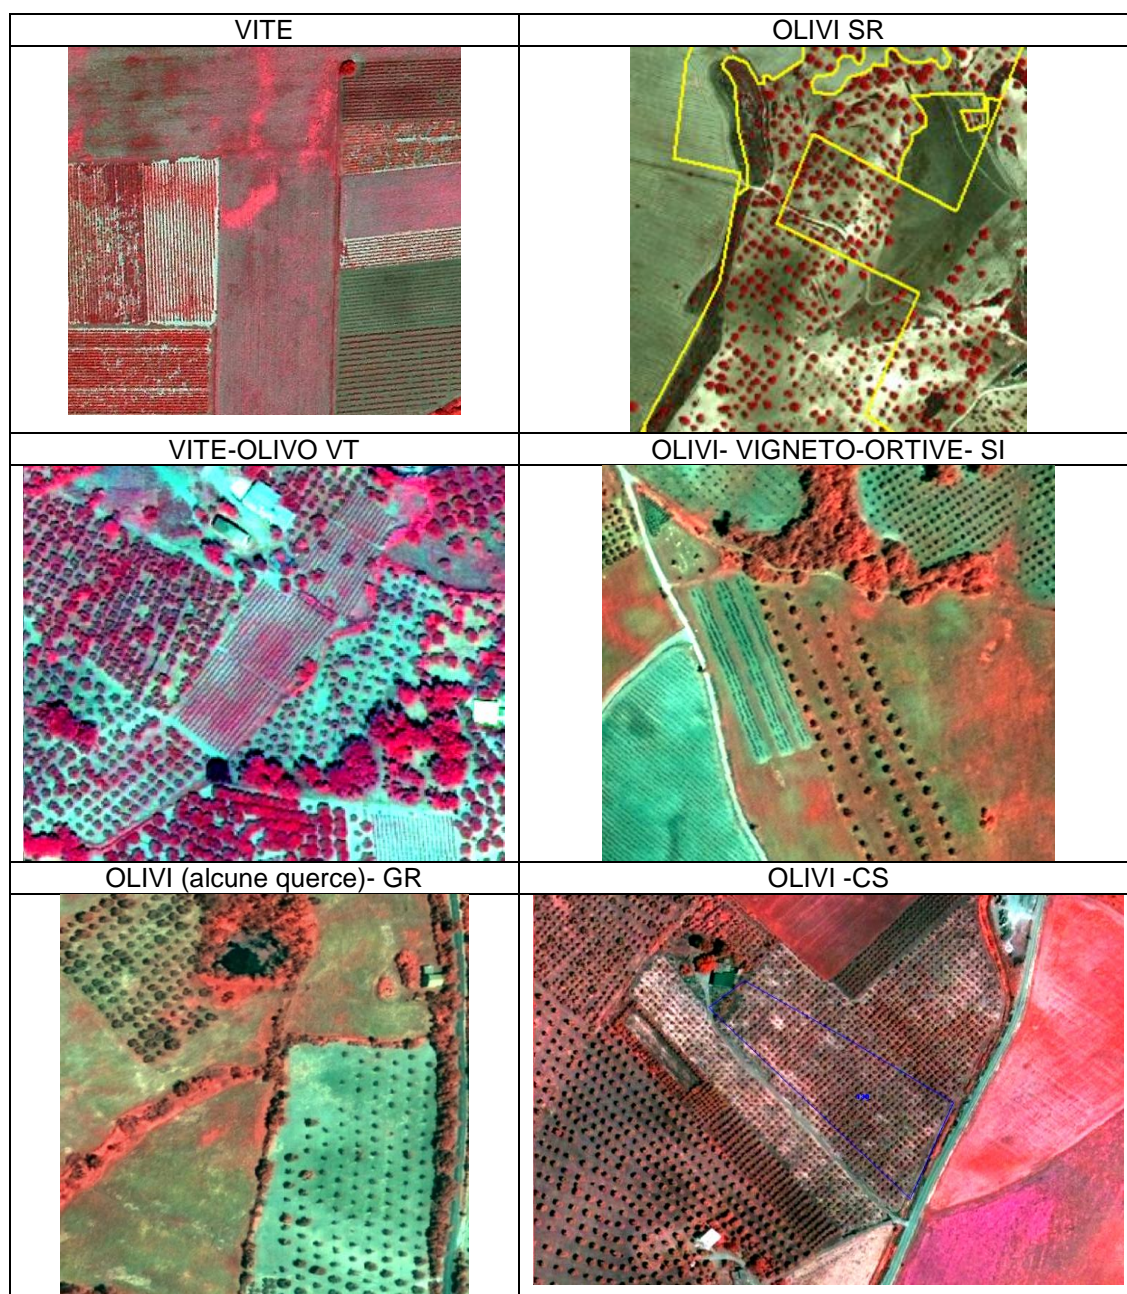 VITE
OLIVI SR
VITE-OLIVO VT
OLIVI- VIGNETO-ORTIVE- SI
OLIVI (alcune querce)- GR
OLIVI -CS